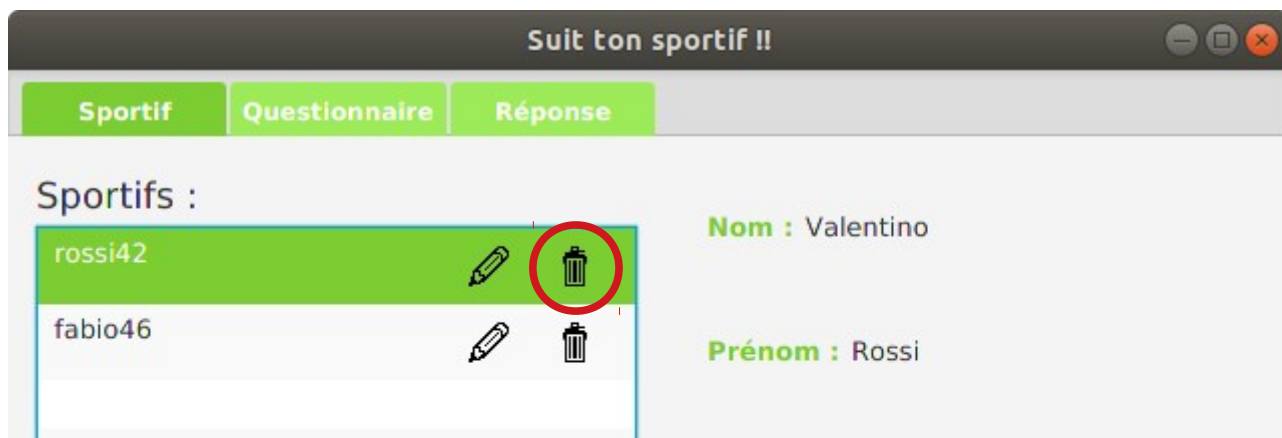 Suit ton sportif !!
Sportif Questionnaire Réponse
Sportifs :
rossi42
fabio46
Nom : Valentino
Prénom : Rossi